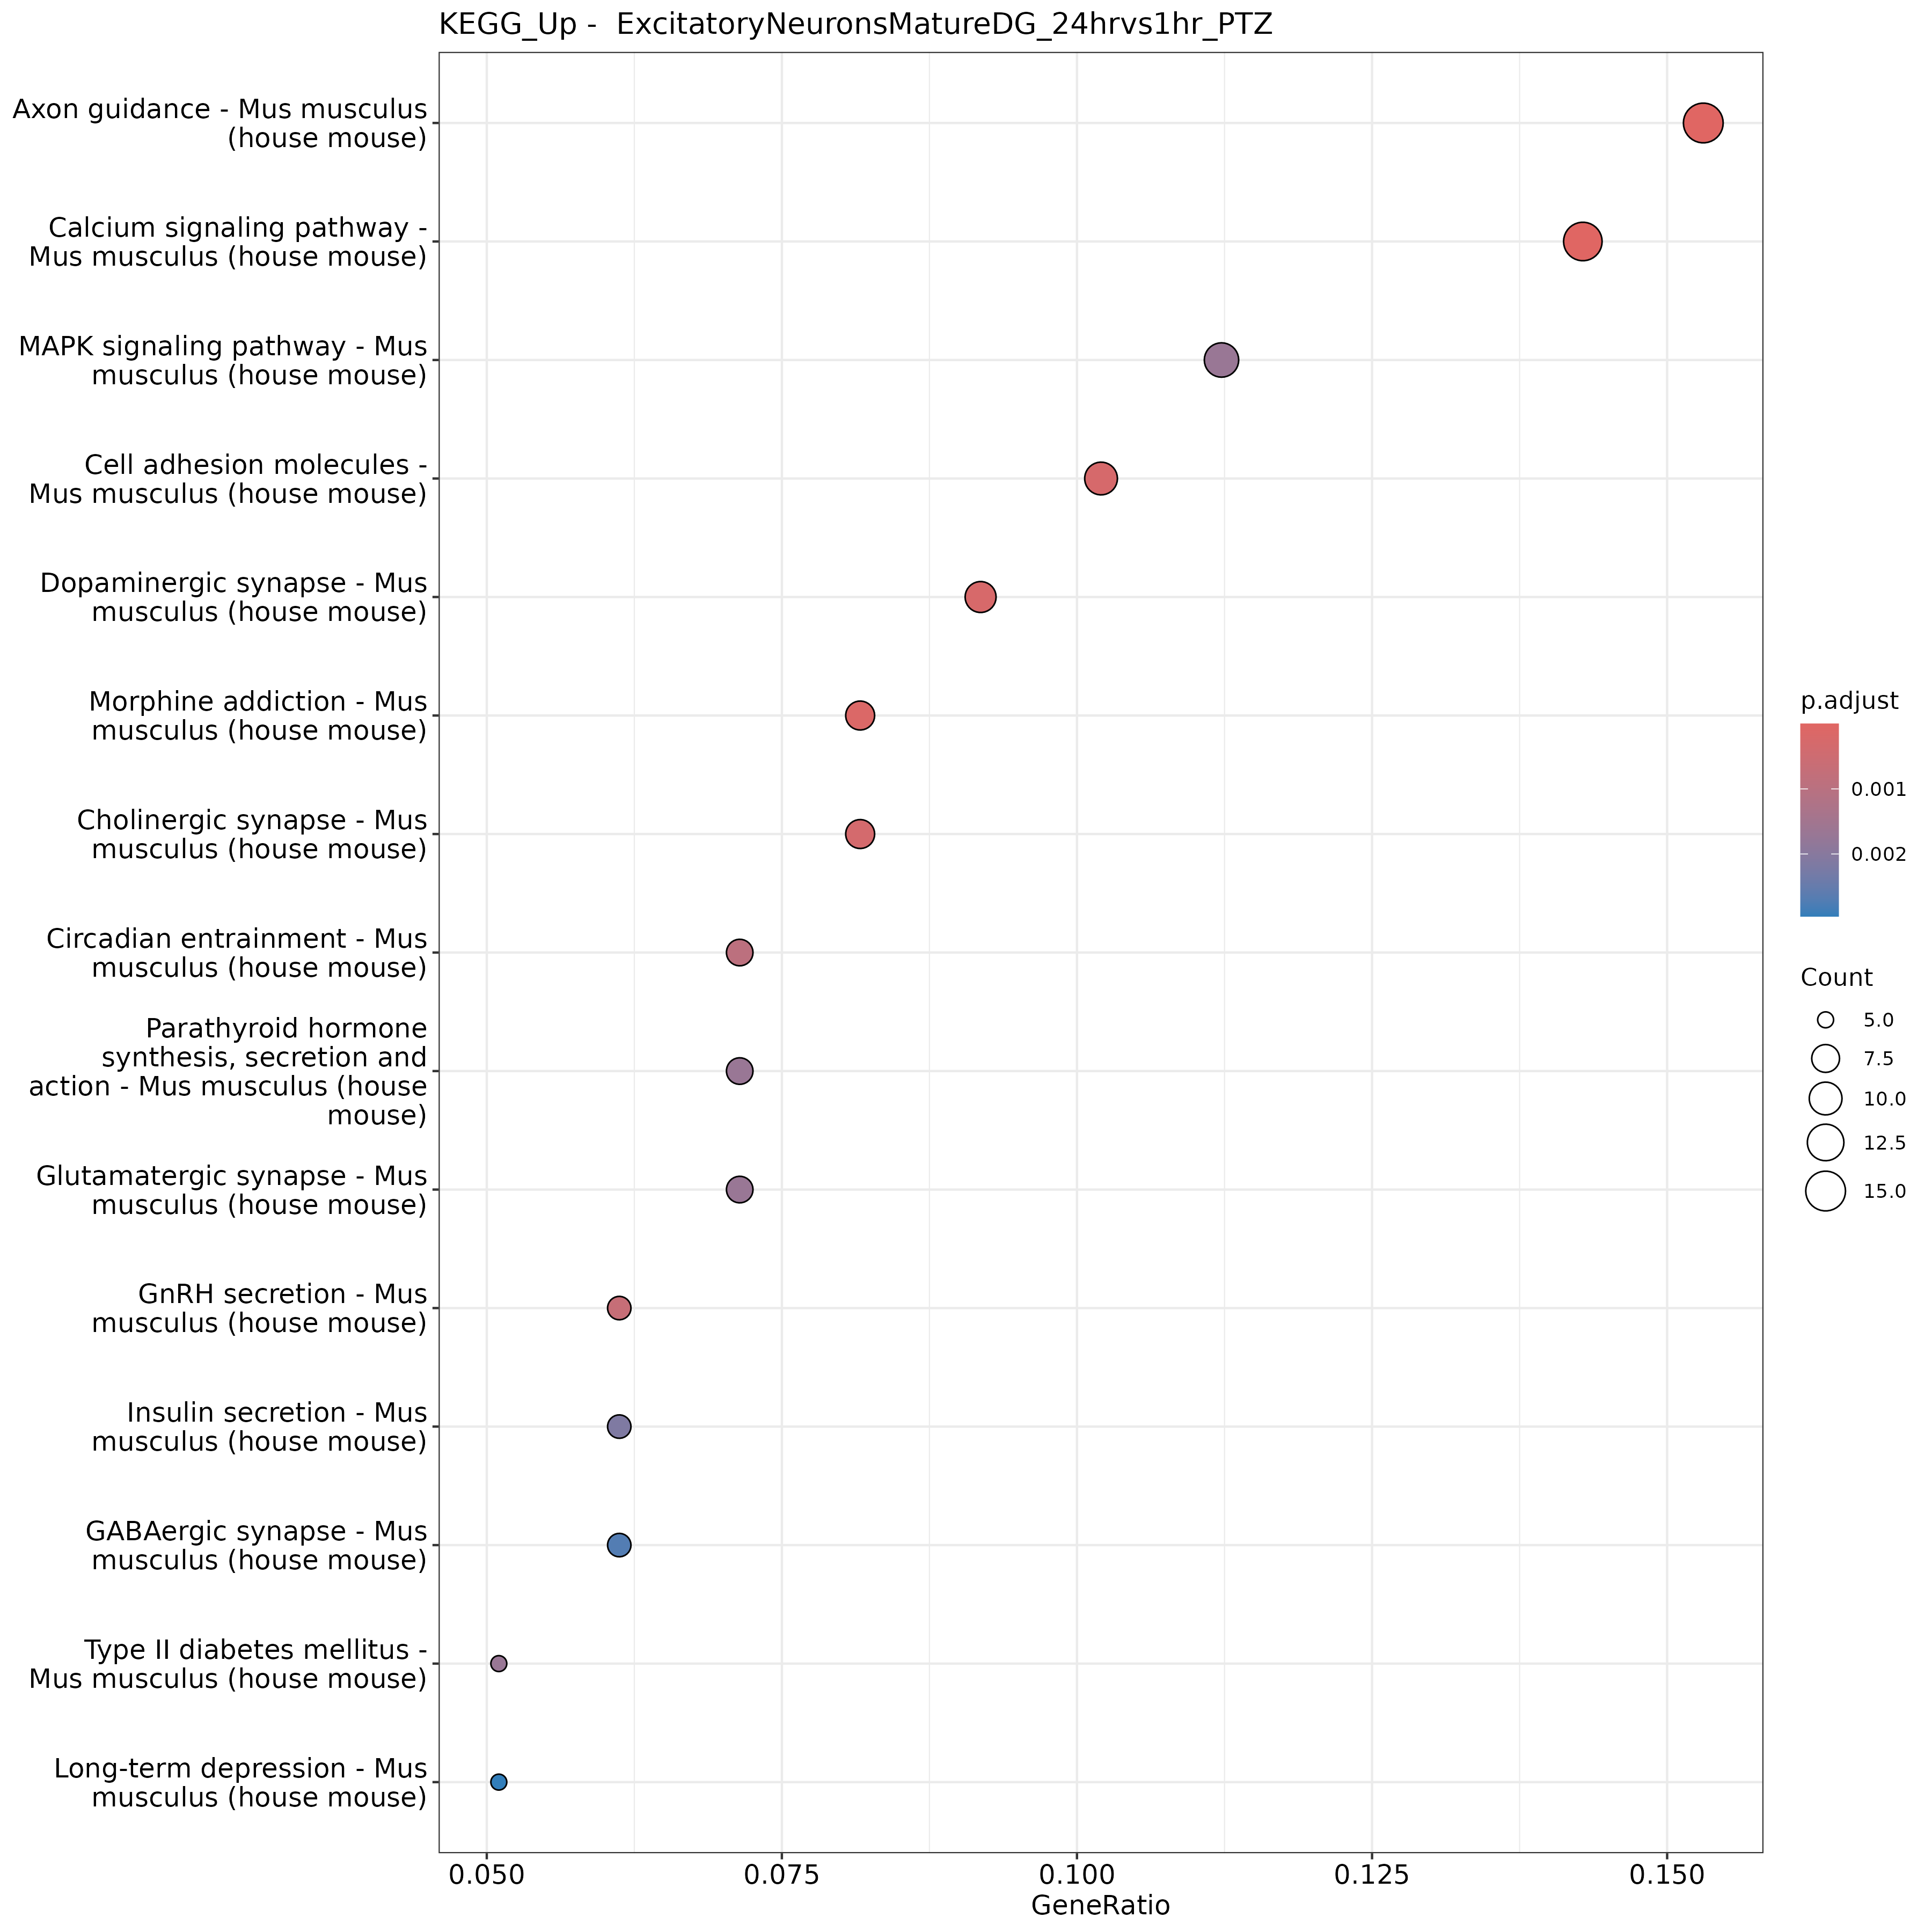 KEGG_Up -  ExcitatoryNeuronsMatureDG_24hrvs1hr_PTZ
Axon guidance - Mus musculus
(house mouse)
Calcium signaling pathway -
Mus musculus (house mouse)
MAPK signaling pathway - Mus
musculus (house mouse)
Cell adhesion molecules -
Mus musculus (house mouse)
Dopaminergic synapse - Mus
musculus (house mouse)
Morphine addiction - Mus
musculus (house mouse)
Cholinergic synapse - Mus
musculus (house mouse)
Circadian entrainment - Mus
musculus (house mouse)
Parathyroid hormone
synthesis, secretion and
action - Mus musculus (house
mouse)
Glutamatergic synapse - Mus
musculus (house mouse)
GnRH secretion - Mus
musculus (house mouse)
Insulin secretion - Mus
musculus (house mouse)
GABAergic synapse - Mus
musculus (house mouse)
Type II diabetes mellitus -
Mus musculus (house mouse)
Long-term depression - Mus
musculus (house mouse)
0.050 0.075 0.100 0.125 0.150
GeneRatio
p.adjust
0.001
0.002
Count
5.0
7.5
10.0
12.5
15.0